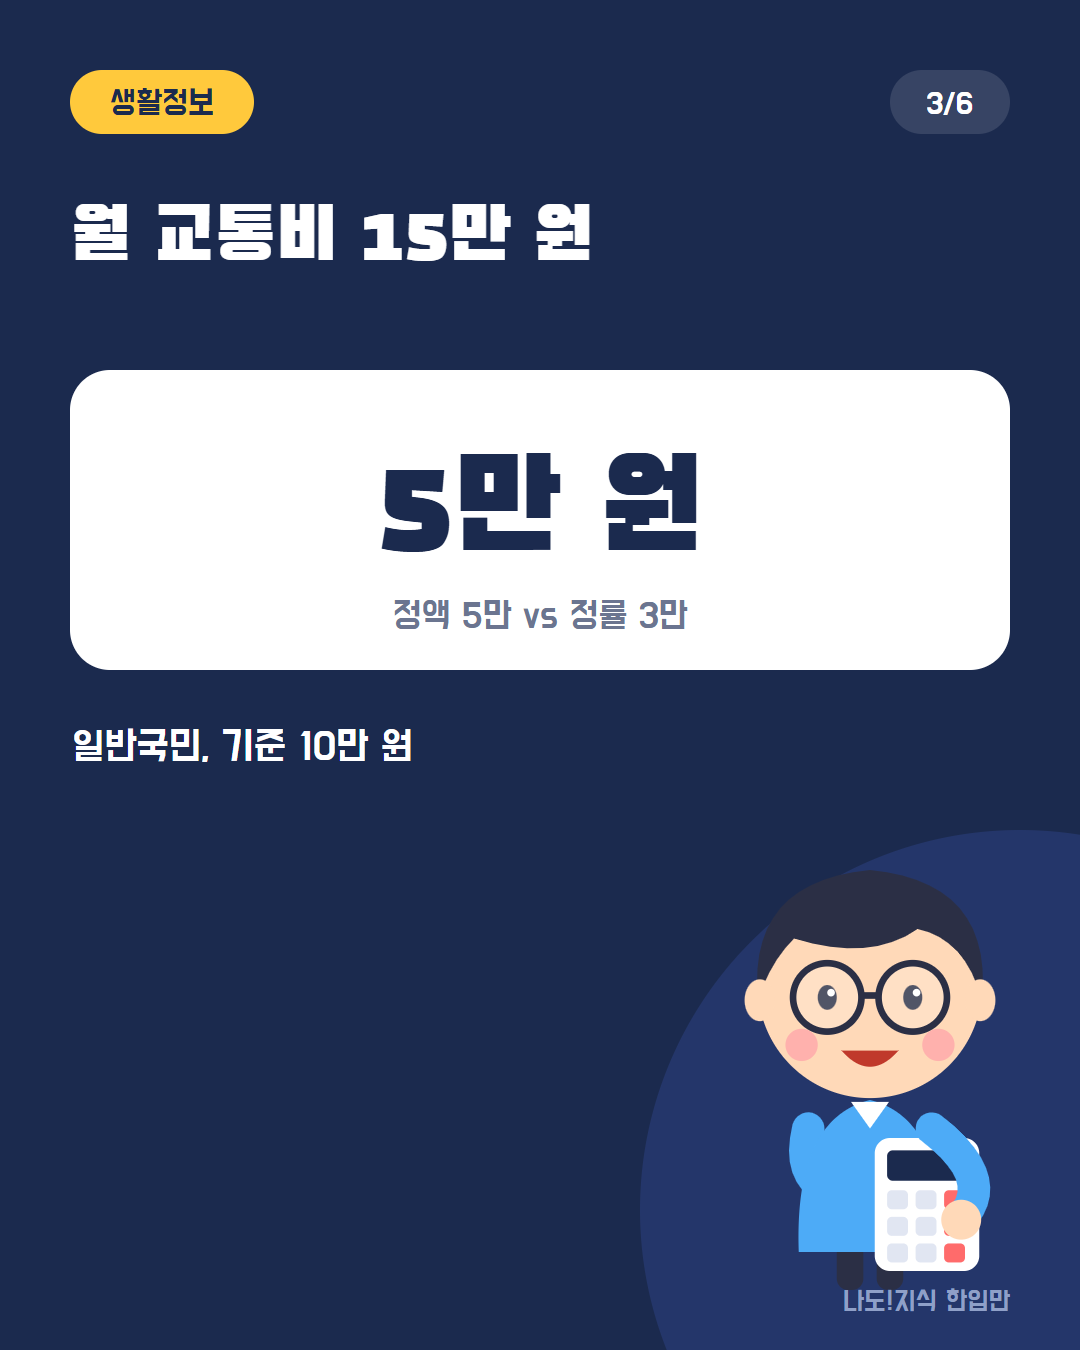 생활정보
3/6
월 교통비 15만 원
5만 원
정액 5만 vs 정률 3만
일반국민, 기준 10만 원
나도!지식 한입만